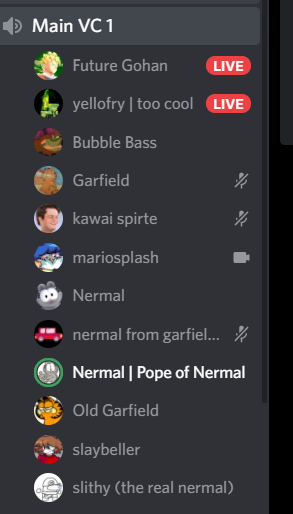 Main VC 1
Future Gohan LIVE
yellofry | too cool LIVE
Bubble Bass
Garfield
kawai spirte
mariosplash
Nermal
nermal from garfiel...
Nermal | Pope of Nermal
Old Garfield
slaybeller
slithy (the real nermal)